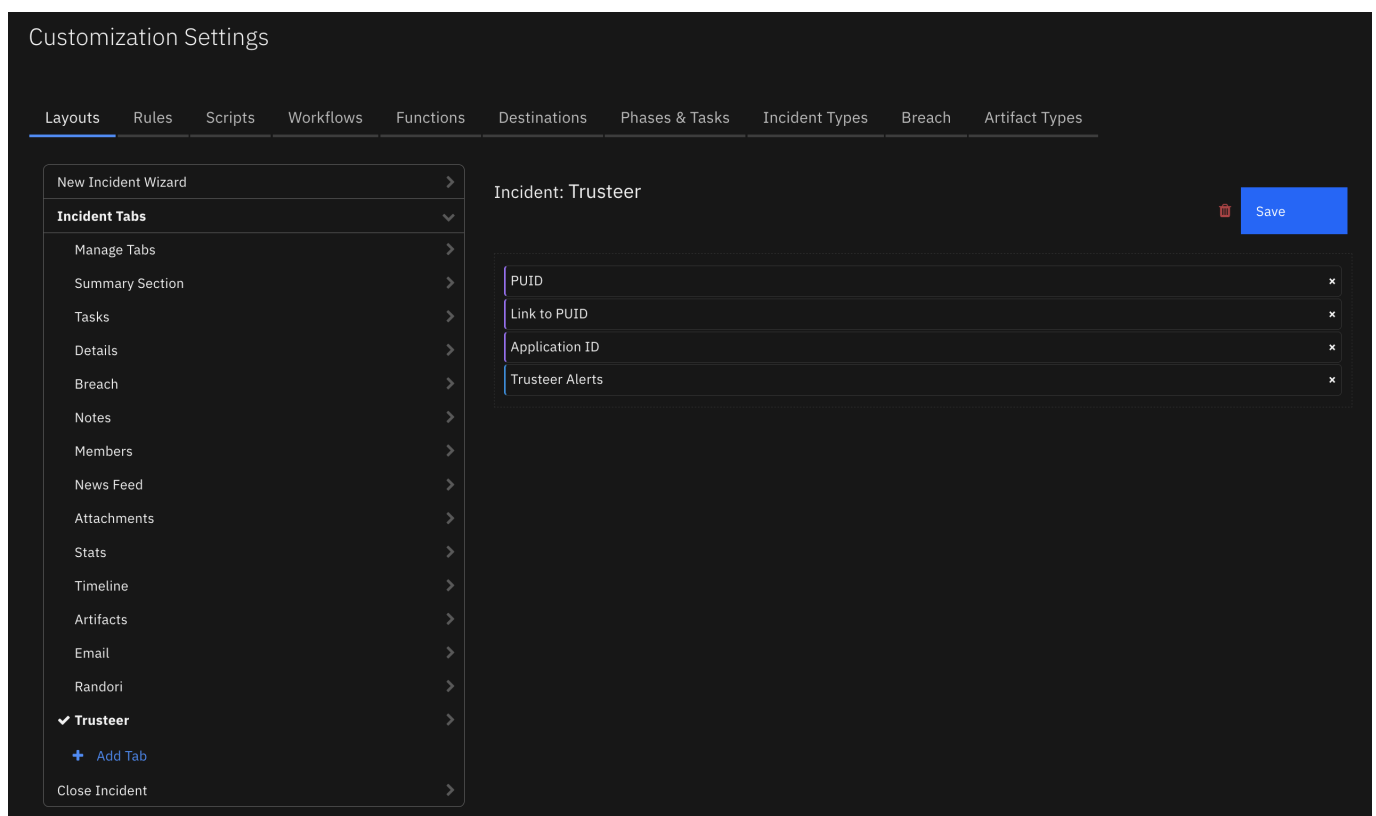 Customization Settings
Layouts Rules Scripts Workflows Functions Destinations Phases & Tasks Incident Types Breach Artifact Types
New Incident Wizard
Incident Tabs
Manage Tabs
Summary Section
Tasks
Details
Breach
Notes
Members
News Feed
Attachments
Stats
Timeline
Artifacts
Email
Randori
Trusteer
Add Tab
Close Incident
Incident: Trusteer
Save
PUID
Link to PUID
Application ID
Trusteer Alerts